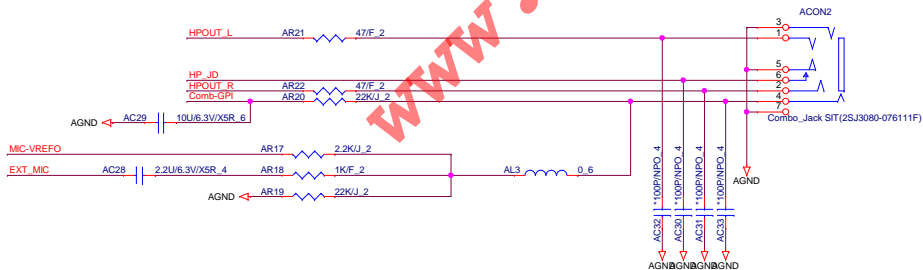 ACON2
HPOUT_L AR21 47/F_2 3
1
HP_JD 5
6
HPOUT_R AR22 47/F_2 2
Comb-GPI AR20 22K/J_2 4
7
Combo_Jack SIT(2SJ3080-076111F)
AGND AC29 10U/6.3V/X5R_6
MIC-VREFO AR17 2.2K/J_2
EXT_MIC AC28 2.2U/6.3V/X5R_4 AR18 1K/F_2 AL3 0_6
AGND AR19 22K/J_2
AGND
AC32 *100P/NPO_4
AC30 *100P/NPO_4
AC31 *100P/NPO_4
AC33 *100P/NPO_4
AGND AGND AGND AGND
www.